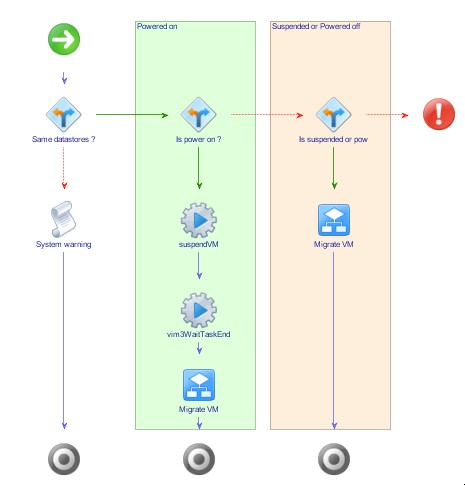 Powered on
Suspended or Powered off
Same datastores ?
Is power on ?
Is suspended or pow
System warning
suspendVM
Migrate VM
vim3WaitTaskEnd
Migrate VM